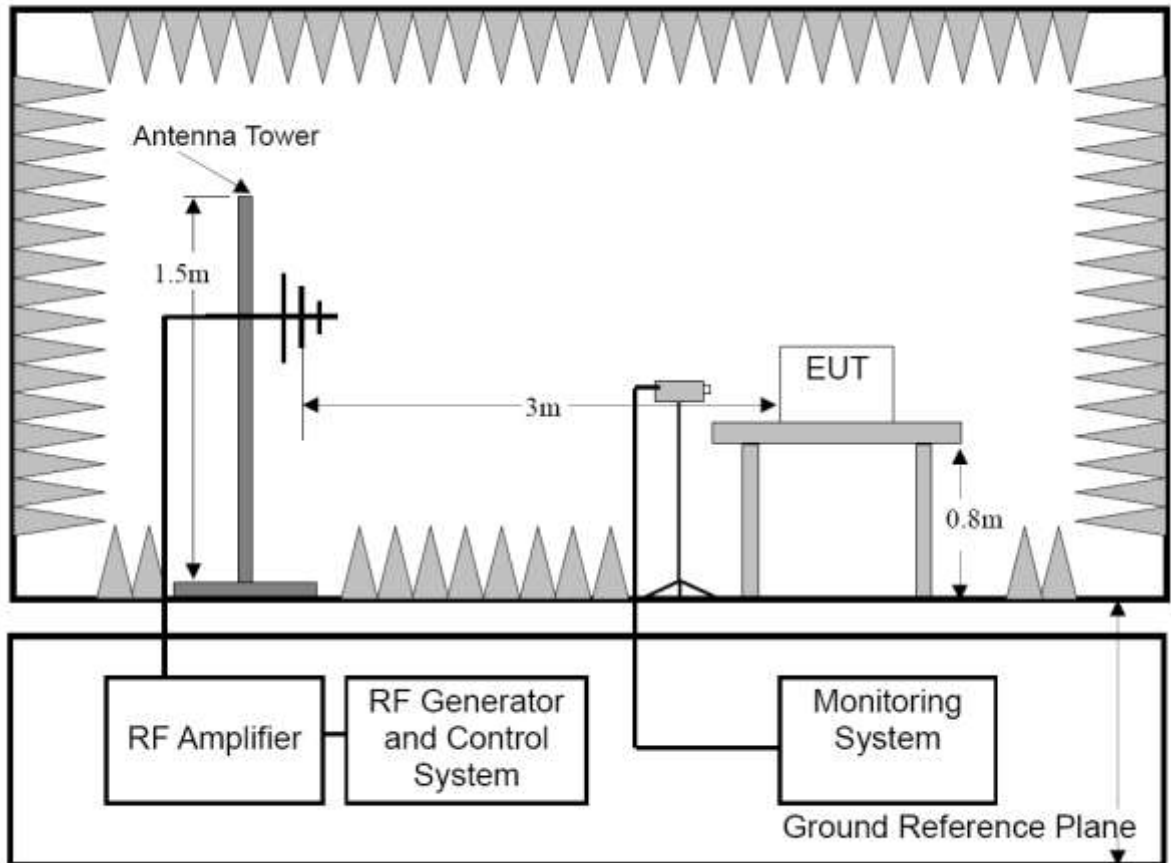 Antenna Tower
1.5m
EUT
3m
0.8m
RF Amplifier
RF Generator
and Control
System
Monitoring
System
Ground Reference Plane